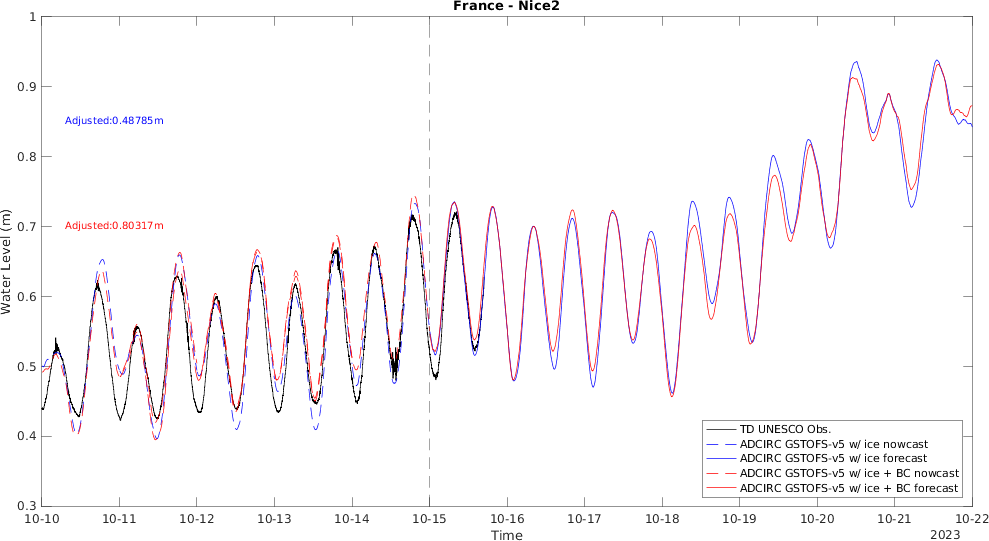 France - Nice2
Water Level (m)
1
0.9
0.8
0.7
0.6
0.5
0.4
0.3
Adjusted:0.48785m
Adjusted:0.80317m
TD UNESCO Obs.
ADCIRC GSTOFS-v5 w/ ice nowcast
ADCIRC GSTOFS-v5 w/ ice forecast
ADCIRC GSTOFS-v5 w/ ice + BC nowcast
ADCIRC GSTOFS-v5 w/ ice + BC forecast
10-10 10-11 10-12 10-13 10-14 10-15 10-16 10-17 10-18 10-19 10-20 10-21 10-22
Time
2023